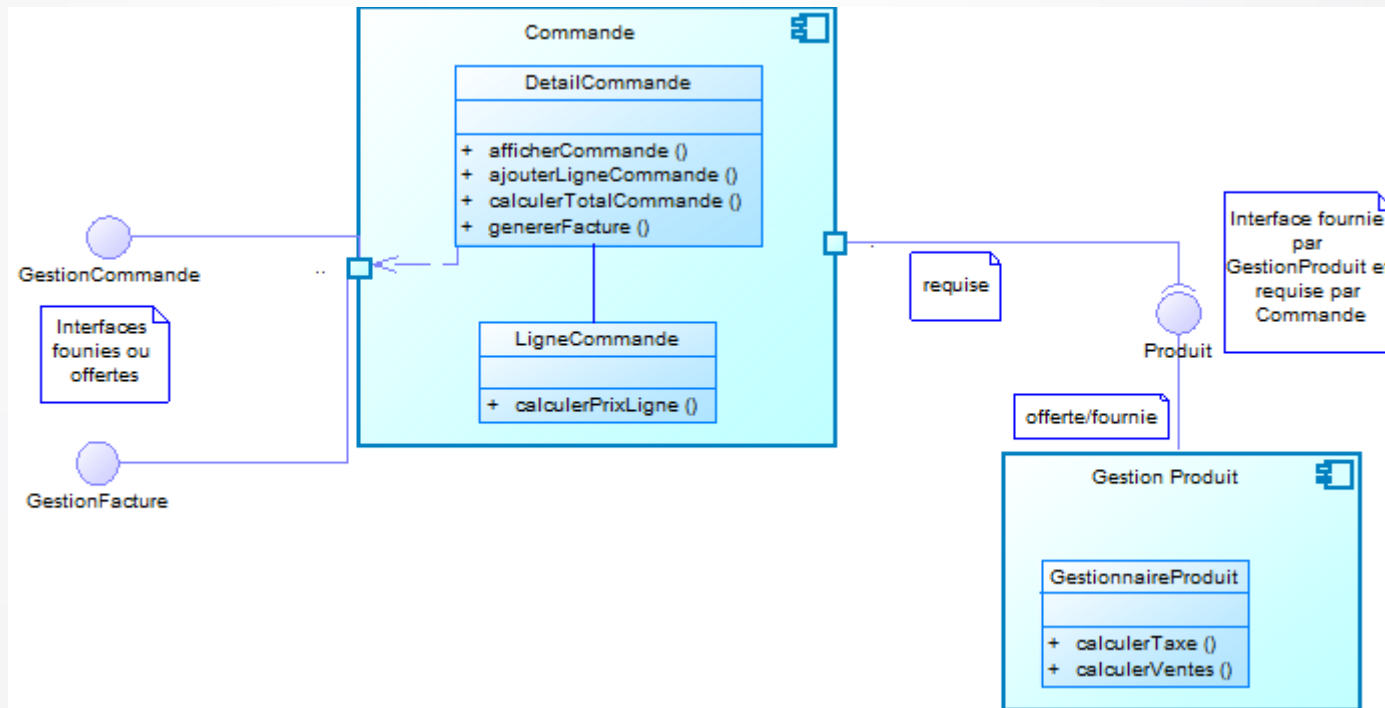 Commande
DetailCommande
+ afficherCommande ()
+ ajouterLigneCommande ()
+ calculerTotalCommande ()
+ genererFacture ()
GestionCommande
..
Interfaces
founies ou
offertes
LigneCommande
+ calculerPrixLigne ()
GestionFacture
.
requise
Interface fournie
par
GestionProduit et
requise par
Commande
Produit
offerte/fournie
Gestion Produit
GestionnaireProduit
+ calculerTaxe ()
+ calculerVentes ()